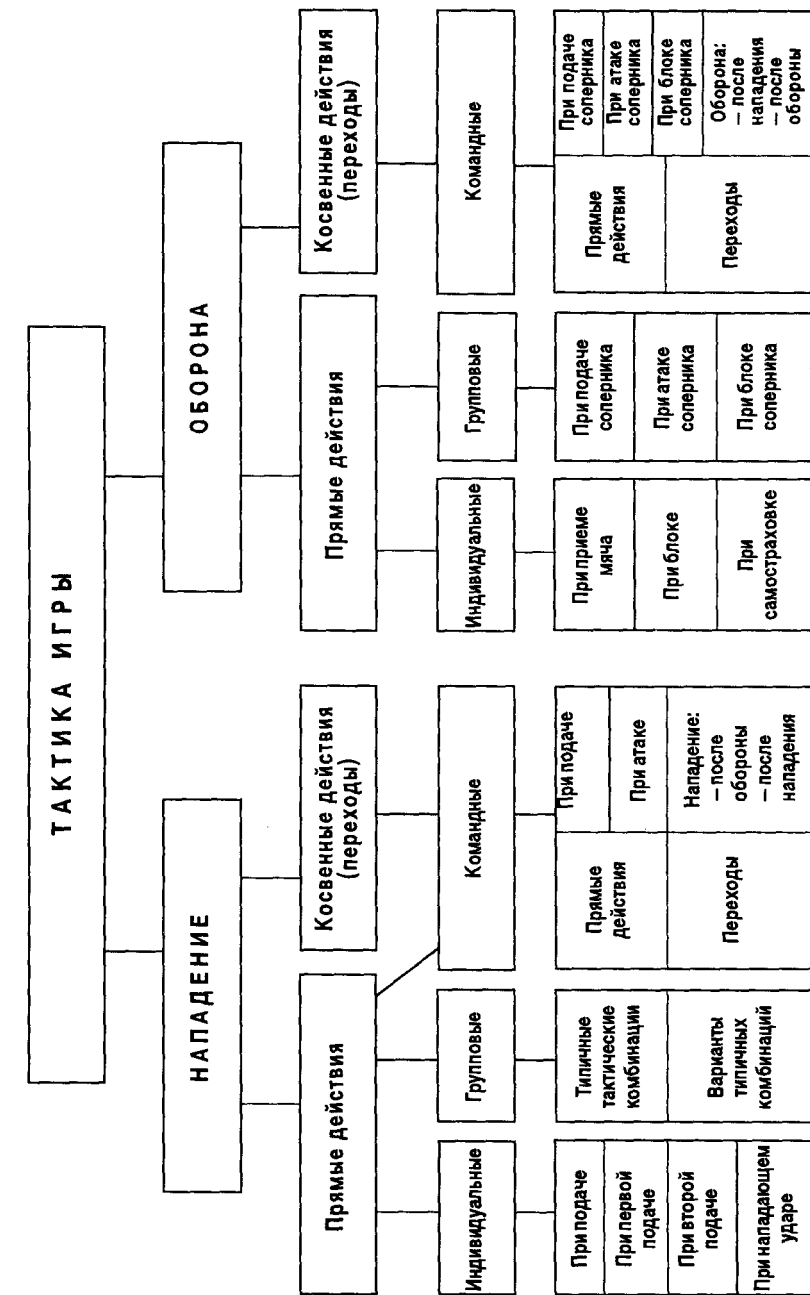 ТАКТИКА ИГРЫ
НАПАДЕНИЕ
ОБОРОНА
Прямые действия
Косвенные действия
(переходы)
Прямые действия
Косвенные действия
(переходы)
Индивидуальные
Групповые
Командные
Индивидуальные
Групповые
Командные
При подаче
При первой
подаче
При второй
подаче
При нападающем
ударе
Типичные
тактические
комбинации
Варианты
типичных
комбинаций
Прямые
действия
Переходы
При подаче
При атаке
Нападение:
– после
обороны
– после
нападения
При приеме
мяча
При блоке
При
самостраховке
При подаче
соперника
При атаке
соперника
При блоке
соперника
Прямые
действия
Переходы
При подаче
соперника
При атаке
соперника
При блоке
соперника
Оборона:
– после
нападения
– после
обороны